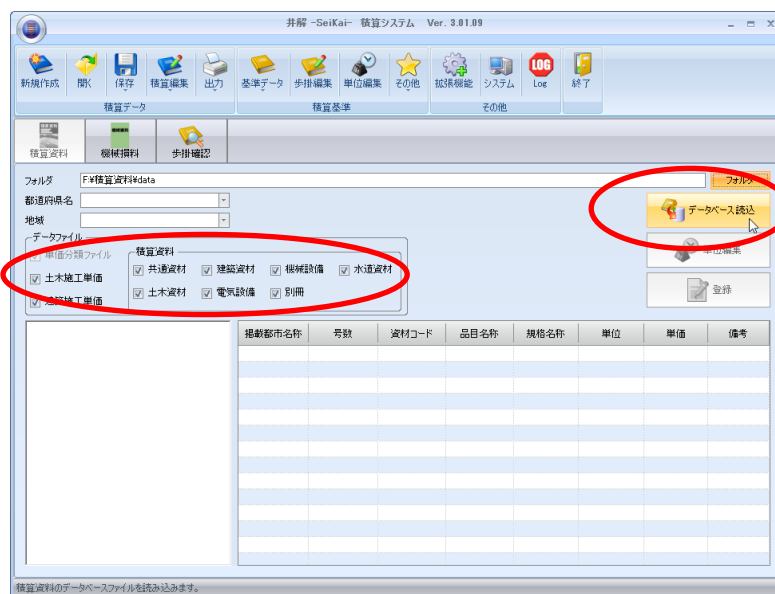 井解 -SeiKai- 積算システム Ver. 3.01.09
新規作成 開く 保存 積算編集 出力 基準データ 歩掛編集 単位編集 その他 拡張機能 システム Log 終了
LOG
積算データ 積算基準 その他
積算資料 機械損料 歩掛確認
フォルダ F:¥積算資料¥data フォルダ
都道府県名
データベース読込
地域
データファイル
単価分類ファイル
積算資料
単位編集
共通資材 建築資材 機械設備 水道資材
土木施工単価
土木資材 電気設備 別冊
登録
建築施工単価
掲載都市名称 号数 資材コード 品目名称 規格名称 単位 単価 備考
積算資料のデータベースファイルを読み込みます。